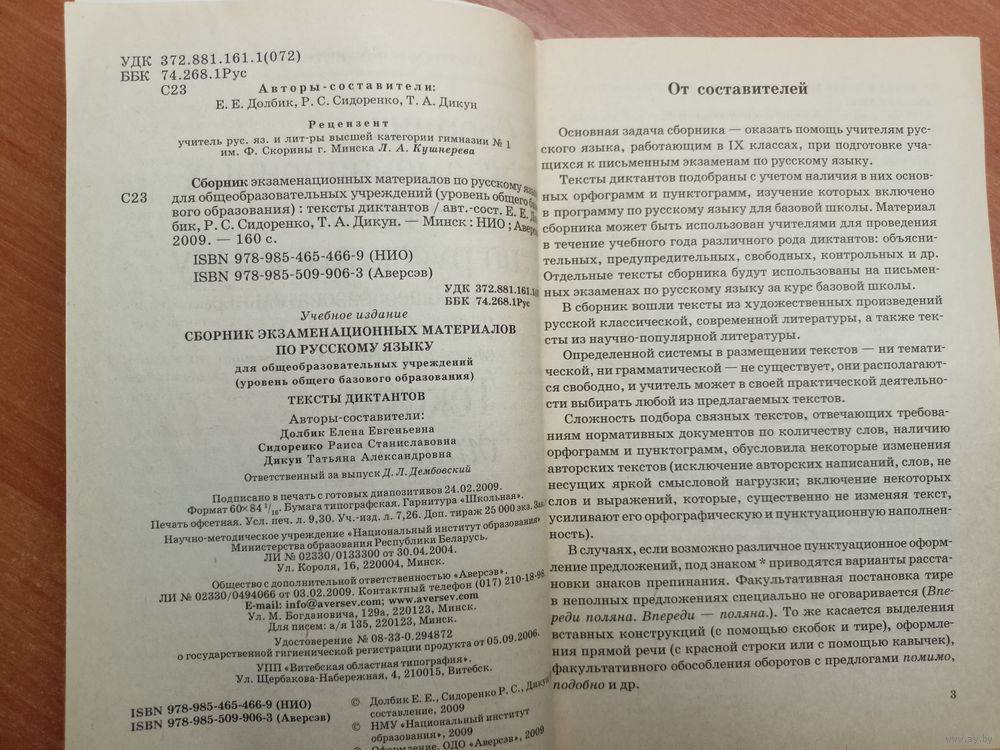 УДК 372.881.161.1(072)
ББК 74.268.1Рус
С23
Авторы-составители:
Е. Е. Долбик, Р. С. Сидоренко, Т. А. Дикун
Рецензент
учитель рус. яз. и лит-ры высшей категории гимназии № 1
им. Ф. Скорины г. Минска Л. А. Кушнерева
Сборник экзаменационных материалов по русскому языку
С23 для общеобразовательных учреждений (уровень общего ба-
вого образования) : тексты диктантов / авт.-сост. Е. Е. Дол-
бик, Р. С. Сидоренко, Т. А. Дикун. — Минск : НИО ; Аверсэв,
2009. — 160 с.
ISBN 978-985-465-466-9 (НИО)
ISBN 978-985-509-906-3 (Аверсэв)
УДК 372.881.161.1
ББК 74.268.1Рус
Учебное издание
СБОРНИК ЭКЗАМЕНАЦИОННЫХ МАТЕРИАЛОВ
ПО РУССКОМУ ЯЗЫКУ
для общеобразовательных учреждений
(уровень общего базового образования)
ТЕКСТЫ ДИКТАНТОВ
Авторы-составители:
Долбик Елена Евгеньевна
Сидоренко Раиса Станиславовна
Дикун Татьяна Александровна
Ответственный за выпуск Д. Л. Дембовский
Подписано в печать с готовых диапозитивов 24.02.2009.
Формат 60×84 1/16. Бумага типографская. Гарнитура «Школьная».
Печать офсетная. Усл. печ. л. 9,30. Уч.-изд. л. 7,26. Доп. тираж 25 000 экз. Зак.
Научно-методическое учреждение «Национальный институт образования»
Министерства образования Республики Беларусь.
ЛИ № 02330/0133300 от 30.04.2004.
Ул. Короля, 16, 220004, Минск.
Общество с дополнительной ответственностью «Аверсэв».
ЛИ № 02330/0494066 от 03.02.2009. Контактный телефон (017) 210-18-98.
E-mail: info@aversev.com; www.aversev.com
Ул. М. Богдановича, 129а, 220123, Минск.
Для писем: а/я 135, 220123, Минск.
Удостоверение № 08-33-0.294872
о государственной гигиенической регистрации продукта от 05.09.2006.
УПП «Витебская областная типография».
Ул. Щербакова-Набережная, 4, 210015, Витебск.
ISBN 978-985-465-466-9 (НИО)
ISBN 978-985-509-906-3 (Аверсэв)
© Долбик Е. Е., Сидоренко Р. С., Дикун
составление, 2009
© НМУ «Национальный институт
образования», 2009
© Оформление. ОДО «Аверсэв», 2009
От составителей
Основная задача сборника — оказать помощь учителям рус-
ского языка, работающим в IX классах, при подготовке уча-
щихся к письменным экзаменам по русскому языку.
Тексты диктантов подобраны с учетом наличия в них основ-
ных орфограмм и пунктограмм, изучение которых включено
в программу по русскому языку для базовой школы. Материал
сборника может быть использован учителями для проведения
в течение учебного года различного рода диктантов: объясни-
тельных, предупредительных, свободных, контрольных и др.
Отдельные тексты сборника будут использованы на письмен-
ных экзаменах по русскому языку за курс базовой школы.
В сборник вошли тексты из художественных произведений
русской классической, современной литературы, а также тек-
сты из научно-популярной литературы.
Определенной системы в размещении текстов — ни темати-
ческой, ни грамматической — не существует, они располагают-
ся свободно, и учитель может в своей практической деятельно-
сти выбирать любой из предлагаемых текстов.
Сложность подбора связных текстов, отвечающих требова-
ниям нормативных документов по количеству слов, наличию
орфограмм и пунктограмм, обусловила некоторые изменения
авторских текстов (исключение авторских написаний, слов, не
несущих яркой смысловой нагрузки; включение некоторых
слов и выражений, которые, существенно не изменяя текст,
усиливают его орфографическую и пунктуационную наполнен-
ность).
В случаях, если возможно различное пунктуационное оформ-
ление предложений, под знаком * приводятся варианты расста-
новки знаков препинания. Факультативная постановка тире
в неполных предложениях специально не оговаривается (Впе-
реди поляна. Впереди — поляна.). То же касается выделения
вставных конструкций (с помощью скобок и тире), оформле-
ния прямой речи (с красной строки или с помощью кавычек),
факультативного обособления оборотов с предлогами помимо,
подобно и др.
3
www.ay.by